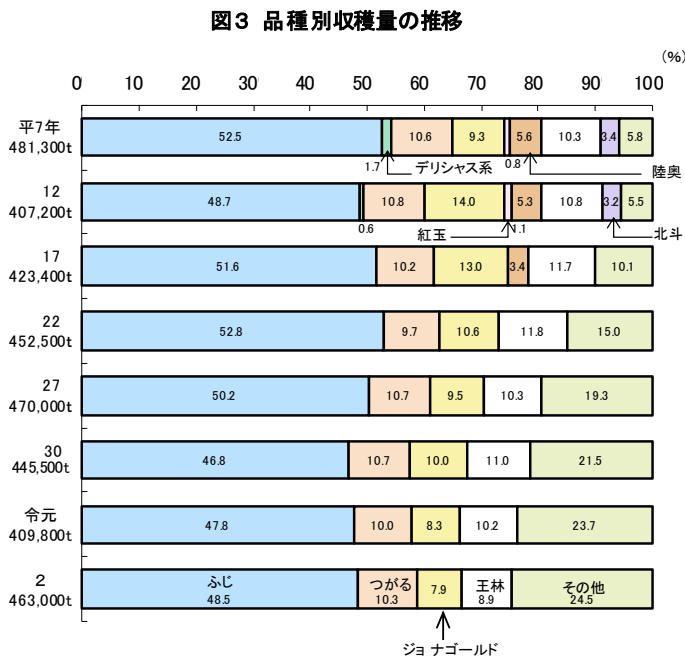 図3 品種別収穫量の推移
(%)
0 10 20 30 40 50 60 70 80 90 100
平7年
481,300t
52.5 10.6 9.3 5.6 10.3 3.4 5.8
1.7 デリシャス系 0.8 陸奥
12
407,200t
48.7 10.8 14.0 5.3 10.8 3.2 5.5
0.6 紅玉 1.1 北斗
17
423,400t
51.6 10.2 13.0 3.4 11.7 10.1
22
452,500t
52.8 9.7 10.6 11.8 15.0
27
470,000t
50.2 10.7 9.5 10.3 19.3
30
445,500t
46.8 10.7 10.0 11.0 21.5
令元
409,800t
47.8 10.0 8.3 10.2 23.7
2
463,000t
ふじ つがる 王林 その他
48.5 10.3 7.9 8.9 24.5
ジョナゴールド